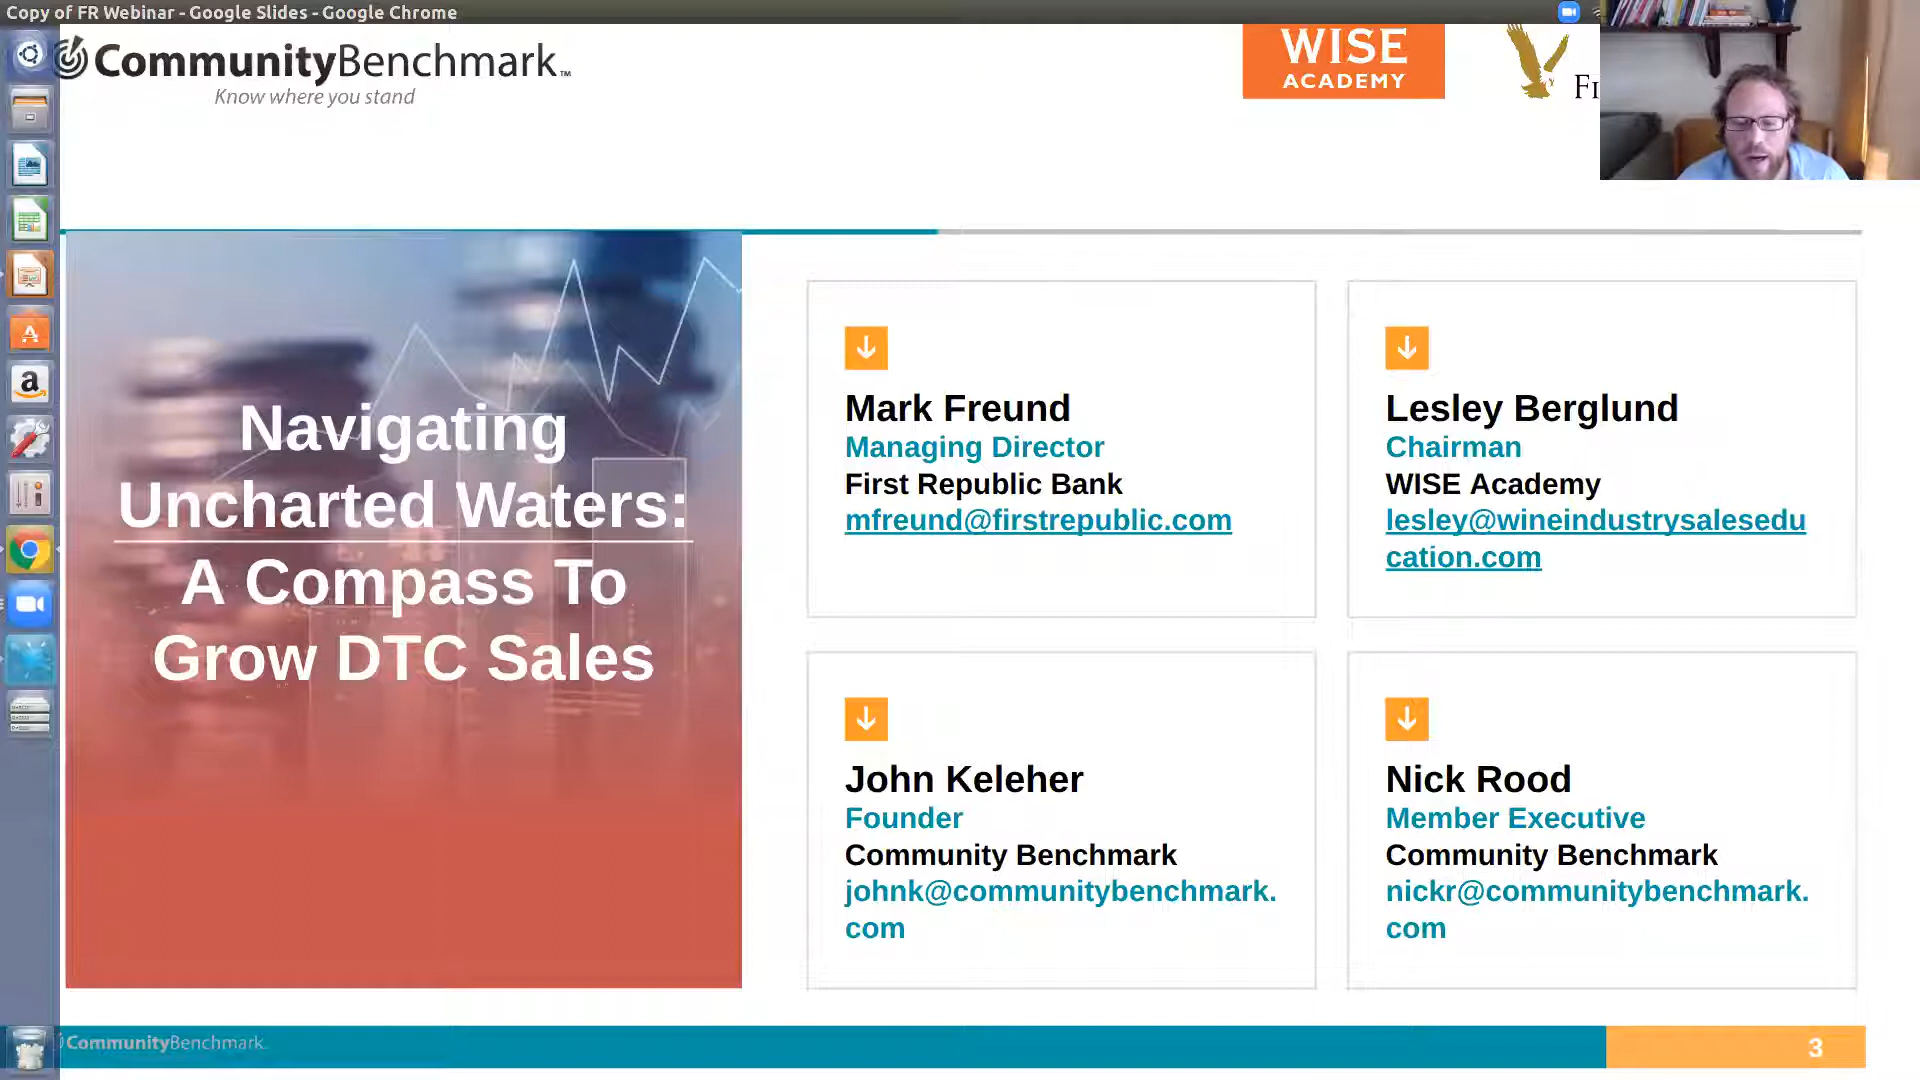 Copy of FR Webinar - Google Slides - Google Chrome
CommunityBenchmark™
Know where you stand
WISE
ACADEMY
Navigating
Uncharted Waters:
A Compass To
Grow DTC Sales
Mark Freund
Managing Director
First Republic Bank
mfreund@firstrepublic.com
Lesley Berglund
Chairman
WISE Academy
lesley@wineindustrysalesedu
cation.com
John Keleher
Founder
Community Benchmark
johnk@communitybenchmark.
com
Nick Rood
Member Executive
Community Benchmark
nickr@communitybenchmark.
com
CommunityBenchmark
3